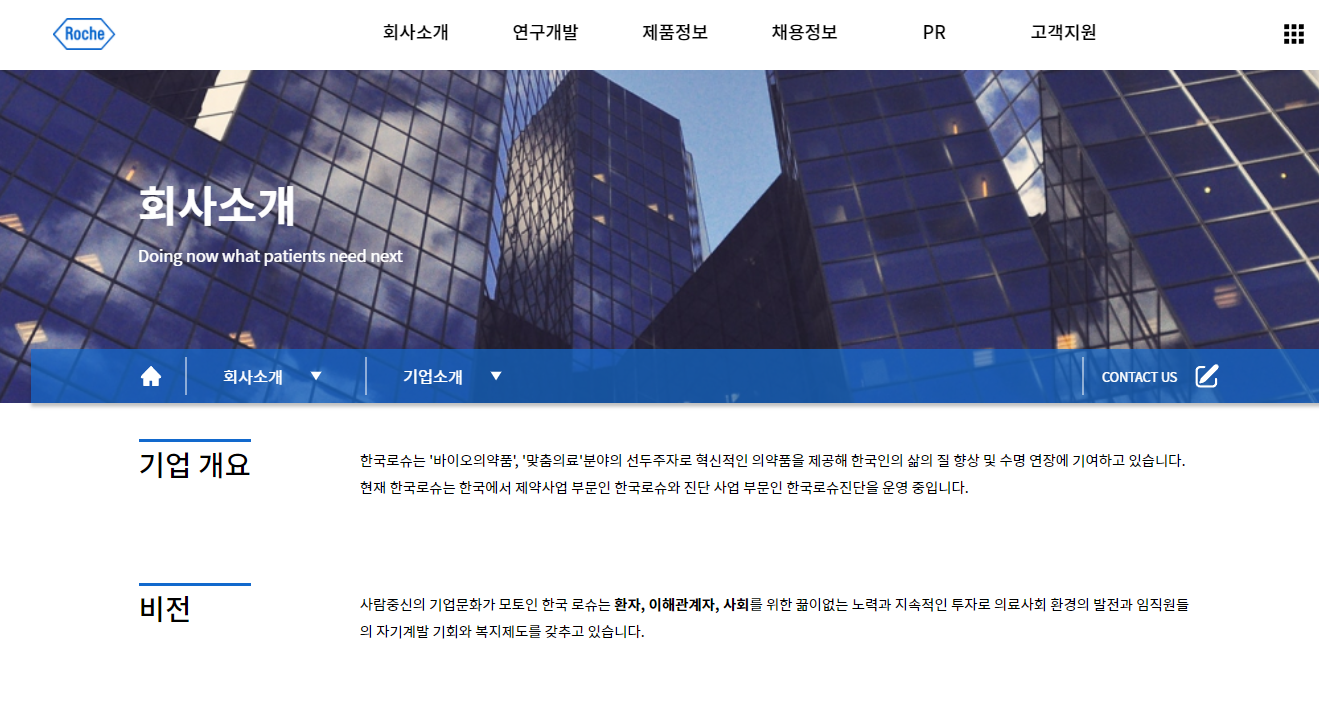 Roche
회사소개
연구개발
제품정보
채용정보
PR
고객지원
회사소개
Doing now what patients need next
회사소개
기업소개
CONTACT US
기업 개요
한국로슈는 '바이오의약품', '맞춤의료'분야의 선두주자로 혁신적인 의약품을 제공해 한국인의 삶의 질 향상 및 수명 연장에 기여하고 있습니다.
현재 한국로슈는 한국에서 제약사업 부문인 한국로슈와 진단 사업 부문인 한국로슈진단을 운영 중입니다.
비전
사람중신의 기업문화가 모토인 한국 로슈는 환자, 이해관계자, 사회를 위한 끊이없는 노력과 지속적인 투자로 의료사회 환경의 발전과 임직원들
의 자기계발 기회와 복지제도를 갖추고 있습니다.